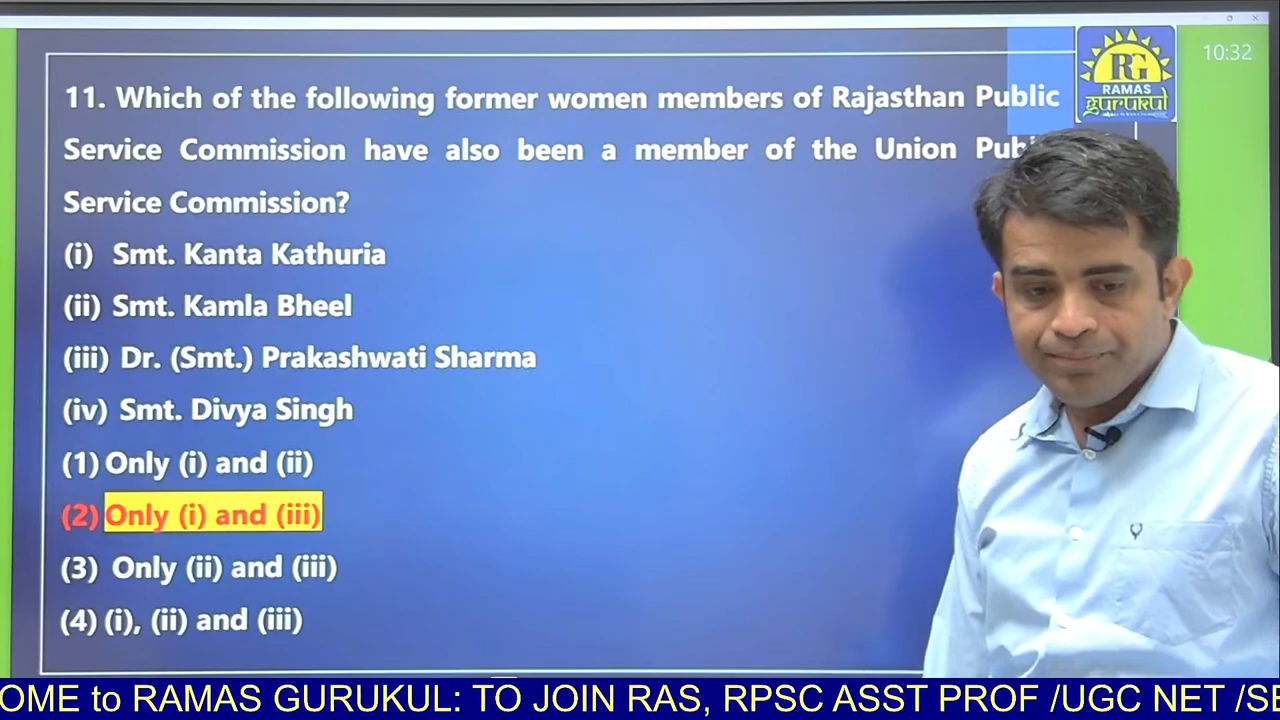 10:32
RG
RAMAS
gurukul
11. Which of the following former women members of Rajasthan Public
Service Commission have also been a member of the Union
Service Commission?
(i) Smt. Kanta Kathuria
(ii) Smt. Kamla Bheel
(iii) Dr. (Smt.) Prakashwati Sharma
(iv) Smt. Divya Singh
(1) Only (i) and (ii)
(2) Only (i) and (iii)
(3) Only (ii) and (iii)
(4) (i), (ii) and (iii)
OME to RAMAS GURUKUL: TO JOIN RAS, RPSC ASST PROF /UGC NET /SE